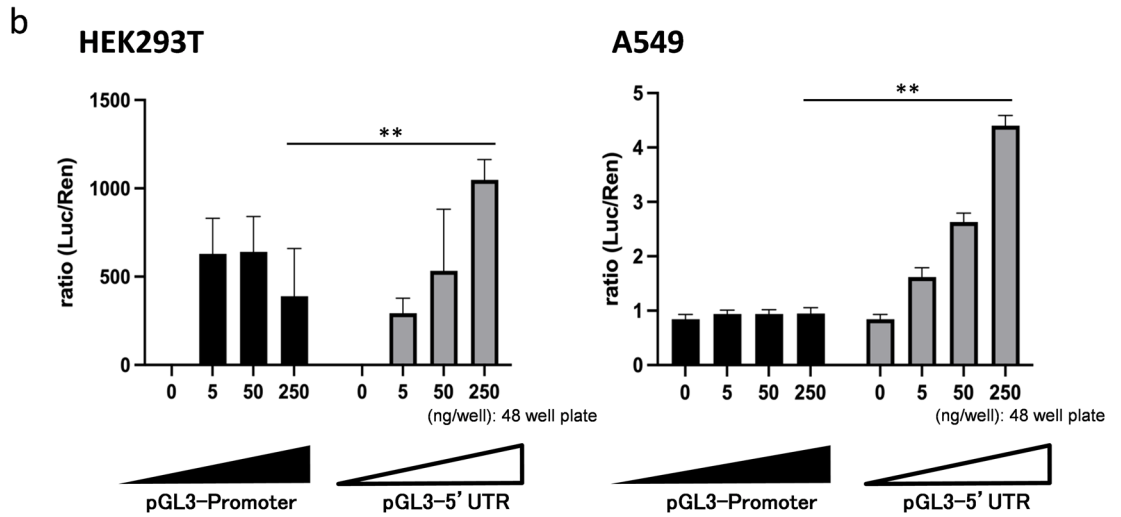 b
HEK293T
A549
ratio (Luc/Ren)
1500
1000
500
0
**
0 5 50 250 0 5 50 250
(ng/well): 48 well plate
pGL3-Promoter pGL3-5’ UTR
ratio (Luc/Ren)
5
4
3
2
1
0
**
0 5 50 250 0 5 50 250
(ng/well): 48 well plate
pGL3-Promoter pGL3-5’ UTR